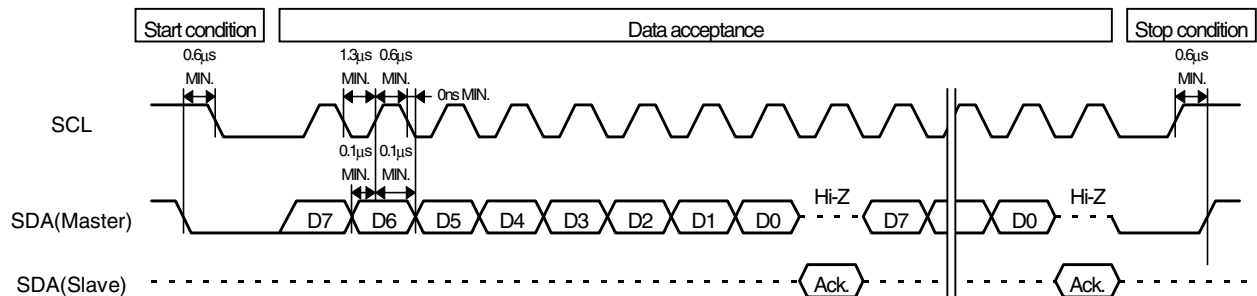 Start condition Data acceptance Stop condition
0.6μs 1.3μs 0.6μs 0.6μs
MIN. MIN. MIN. MIN.
0ns MIN.
SCL
0.1μs 0.1μs
MIN. MIN.
Hi-Z Hi-Z
SDA(Master) D7 D6 D5 D4 D3 D2 D1 D0 D7 D0
SDA(Slave) Ack. Ack.